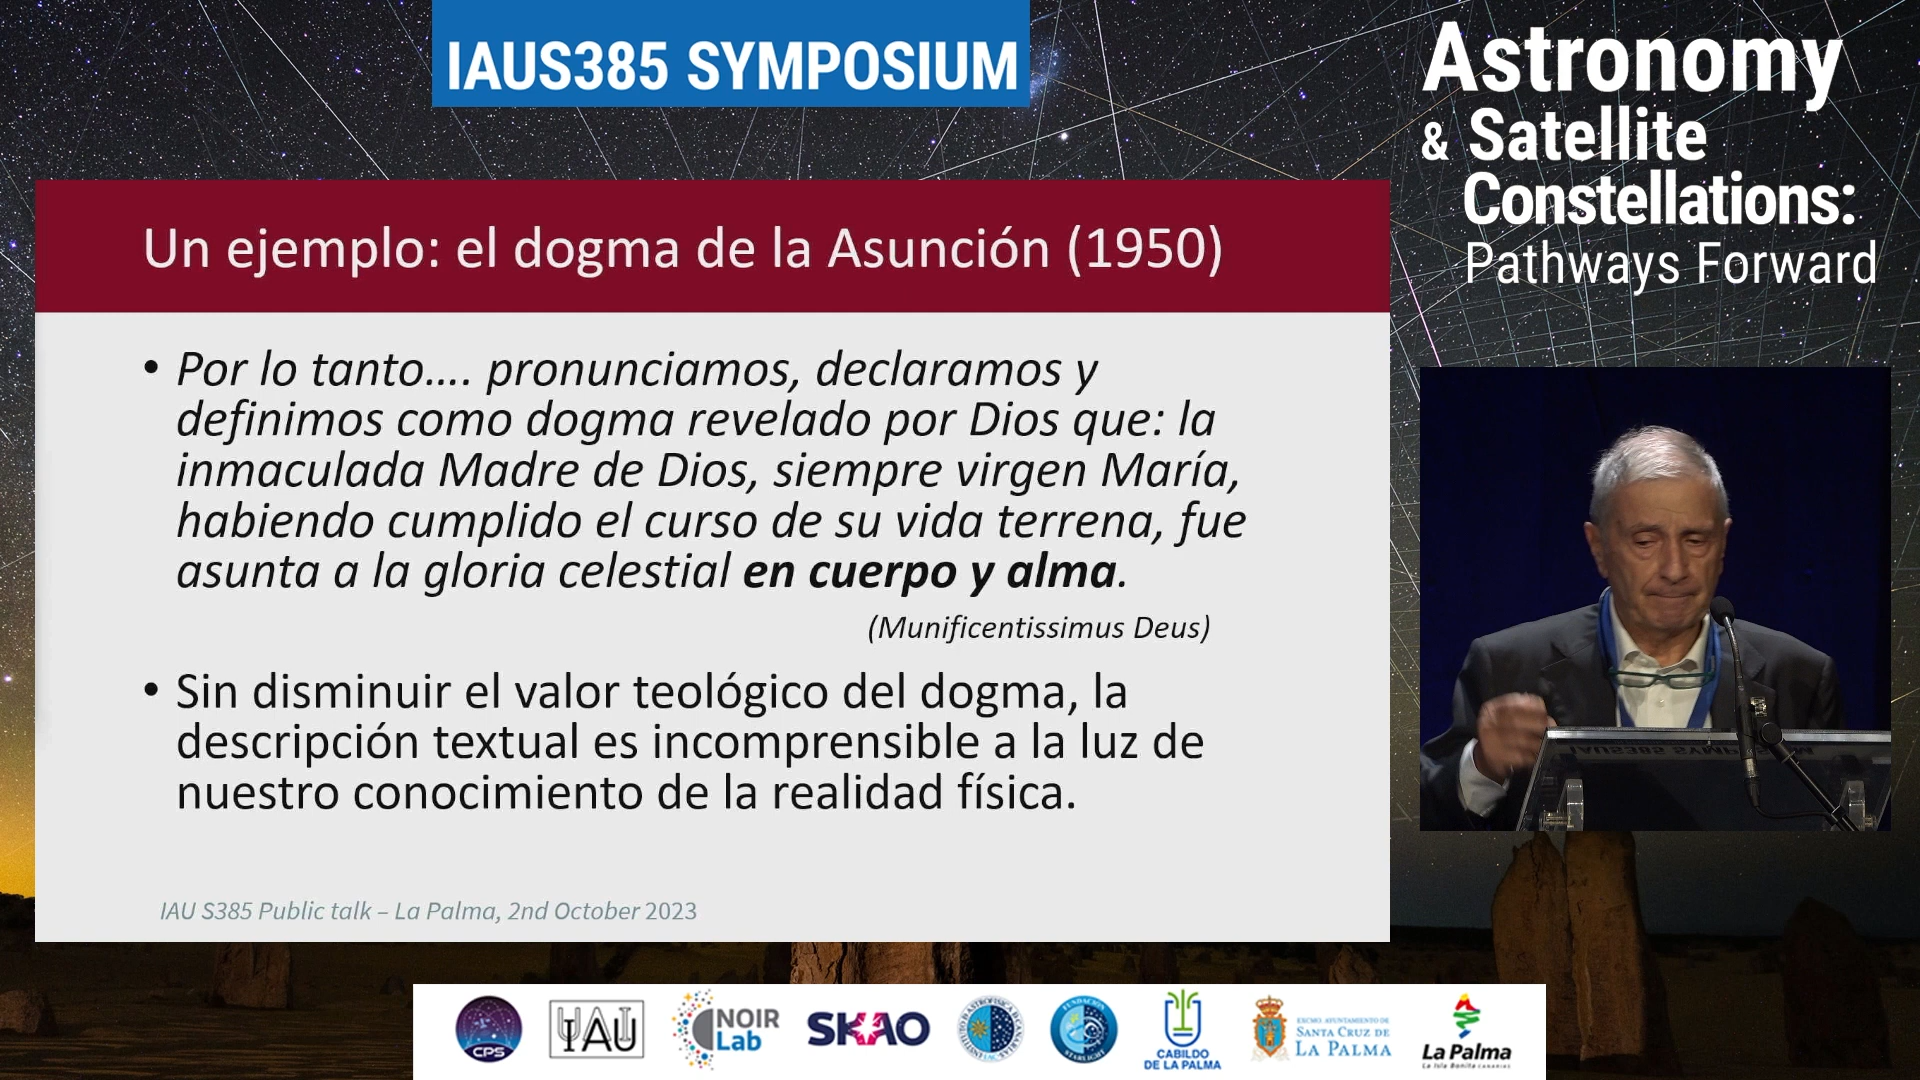 IAUS385 SYMPOSIUM
Astronomy
& Satellite
Constellations:
Pathways Forward
Un ejemplo: el dogma de la Asunción (1950)
• Por lo tanto.... pronunciamos, declaramos y
definimos como dogma revelado por Dios que: la
inmaculada Madre de Dios, siempre virgen María,
habiendo cumplido el curso de su vida terrena, fue
asunta a la gloria celestial en cuerpo y alma.
(Munificentissimus Deus)
• Sin disminuir el valor teológico del dogma, la
descripción textual es incomprensible a la luz de
nuestro conocimiento de la realidad física.
IAU S385 Public talk – La Palma, 2nd October 2023
IAUS385 SYMPOSIUM
CPS
IAU
NOIR
Lab
SKAO
STARLIGHT
CABILDO
DE LA PALMA
EXCMO. AYUNTAMIENTO DE
SANTA CRUZ DE
LA PALMA
La Palma
La Isla Bonita